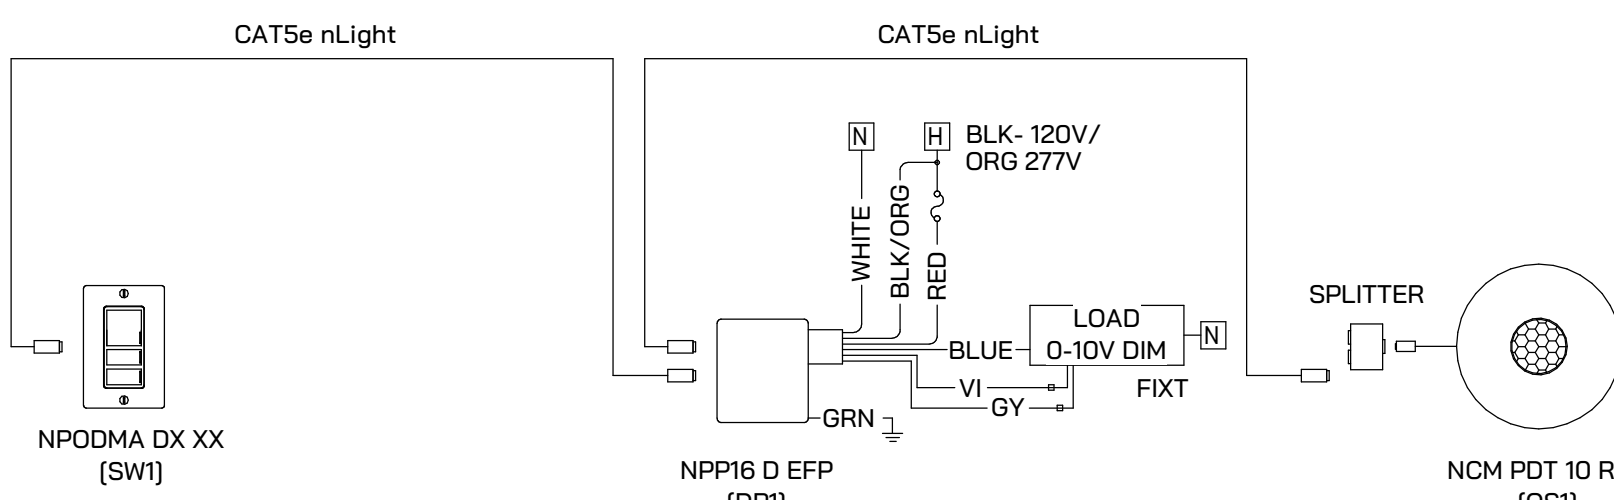 CAT5e nLight
CAT5e nLight
N
H
BLK- 120V/
ORG 277V
WHITE
BLK/ORG
RED
SPLITTER
LOAD
0-10V DIM
N
BLUE
VI
FIXT
GY
GRN
NPODMA DX XX
(SW1)
NPP16 D EFP
NCM PDT 10 R